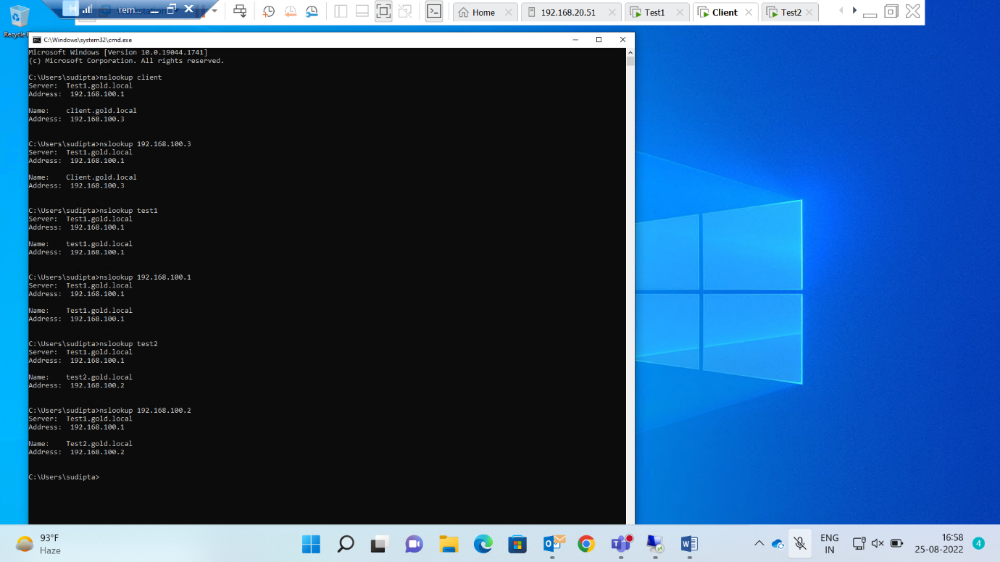 rem...
Home
192.168.20.51
Test1
Client
Test2
C:\Windows\system32\cmd.exe
Microsoft Windows [Version 10.0.19044.1741]
(c) Microsoft Corporation. All rights reserved.
C:\Users\sudipta>nslookup client
Server:  Test1.gold.local
Address:  192.168.100.1
Name:    client.gold.local
Address:  192.168.100.3
C:\Users\sudipta>nslookup 192.168.100.3
Server:  Test1.gold.local
Address:  192.168.100.1
Name:    Client.gold.local
Address:  192.168.100.3
C:\Users\sudipta>nslookup test1
Server:  Test1.gold.local
Address:  192.168.100.1
Name:    test1.gold.local
Address:  192.168.100.1
C:\Users\sudipta>nslookup 192.168.100.1
Server:  Test1.gold.local
Address:  192.168.100.1
Name:    Test1.gold.local
Address:  192.168.100.1
C:\Users\sudipta>nslookup test2
Server:  Test1.gold.local
Address:  192.168.100.1
Name:    test2.gold.local
Address:  192.168.100.2
C:\Users\sudipta>nslookup 192.168.100.2
Server:  Test1.gold.local
Address:  192.168.100.1
Name:    Test2.gold.local
Address:  192.168.100.2
C:\Users\sudipta>
Recycle
93°F
Haze
ENG
IN
16:58
25-08-2022
4